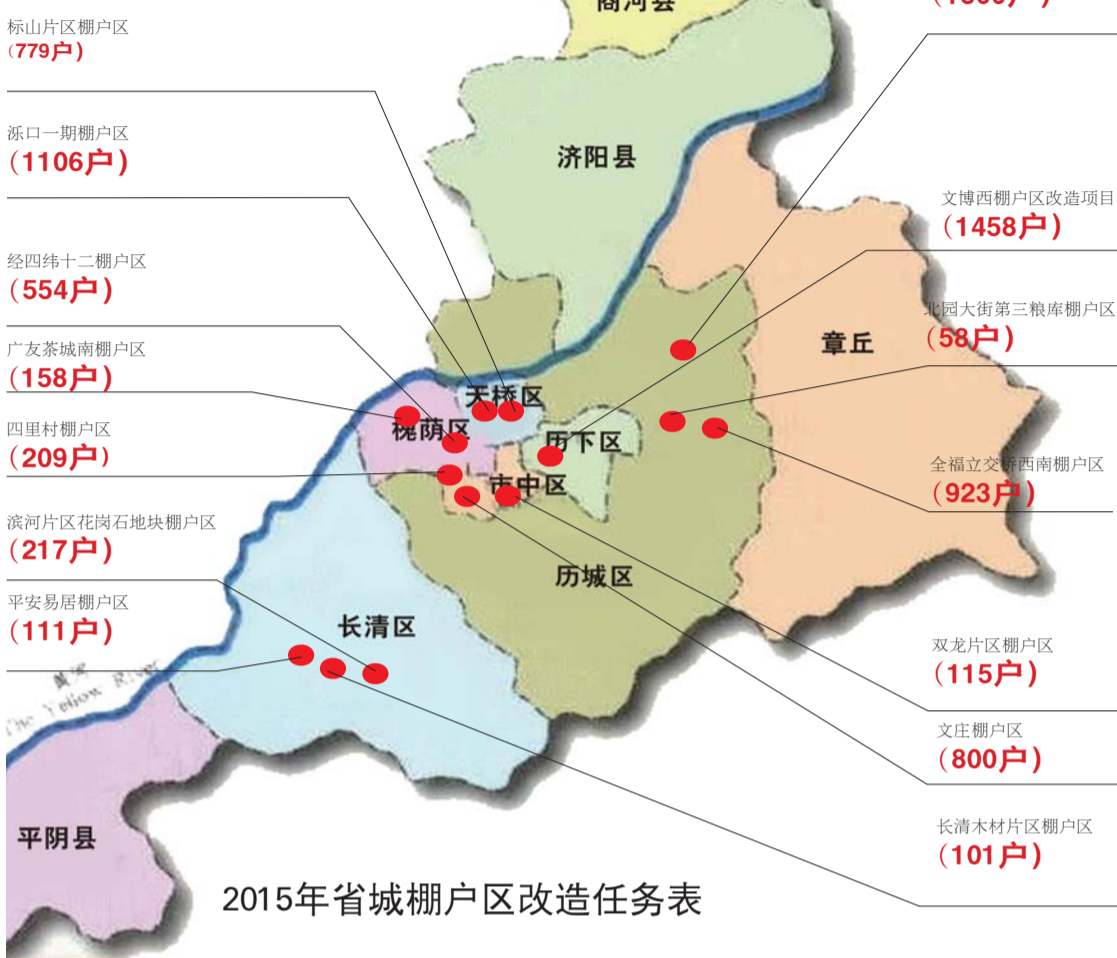 商河县
标山片区棚户区
(779户)
泺口一期棚户区
(1106户)
经四纬十二棚户区
(554户)
广友茶城南棚户区
(158户)
四里村棚户区
(209户)
滨河片区花岗石地块棚户区
(217户)
平安易居棚户区
(111户)
济阳县
章丘
天桥区
槐荫区
历下区
市中区
历城区
长清区
黄河
The Yellow River
平阴县
文博西棚户区改造项目
(1458户)
北园大街第三粮库棚户区
(58户)
全福立交桥西南棚户区
(923户)
双龙片区棚户区
(115户)
文庄棚户区
(800户)
长清木材片区棚户区
(101户)
2015年省城棚户区改造任务表